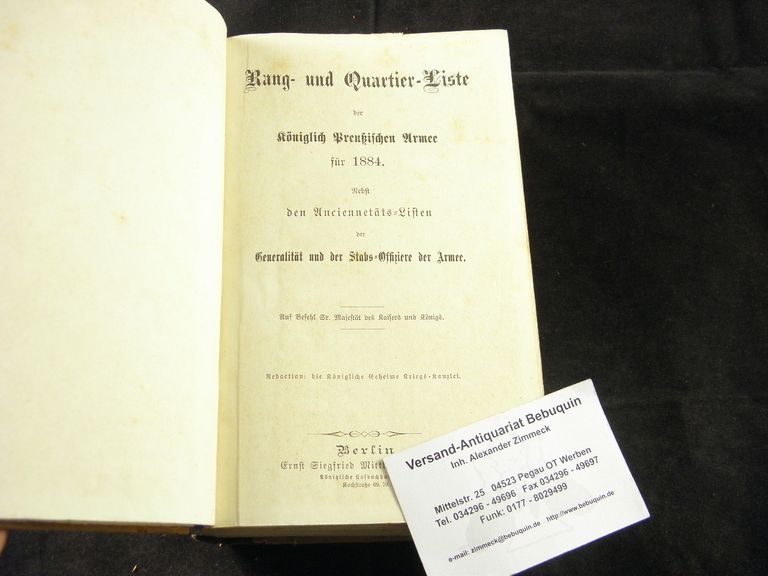 Rang- und Quartier-Liste
der
Königlich Preußischen Armee
für 1884.
Nebst
den Anciennetäts-Listen
der
Generalität und der Stabs-Offiziere der Armee.
Auf Befehl Sr. Majestät des Kaisers und Königs.
Redaction: die Königliche Geheime Kriegs-Kanzlei.
Berlin
Ernst Siegfried Mittl
Königliche Hofbuchha
Kochstraße 69. 70.
Versand-Antiquariat Bebuquin
Inh. Alexander Zimmeck
Mittelstr. 25 04523 Pegau OT Werben
Tel. 034296 - 49696 Fax 034296 - 49697
Funk: 0177 - 8029499
e-mail: zimmeck@bebuquin.de http://www.bebuquin.de